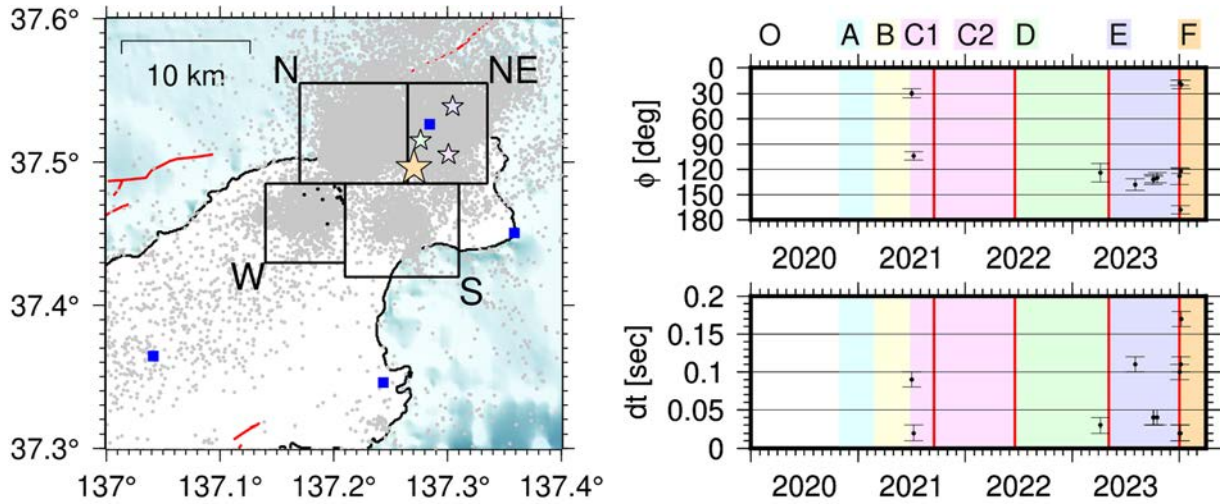 37.6°
37.5°
37.4°
37.3°
137°
137.1°
137.2°
137.3°
137.4°
10 km
N
NE
W
S
O A B C1 C2 D E F
0
30
60
90
120
150
180
ϕ [deg]
2020 2021 2022 2023
0.2
0.15
0.1
0.05
0
dt [sec]
2020 2021 2022 2023